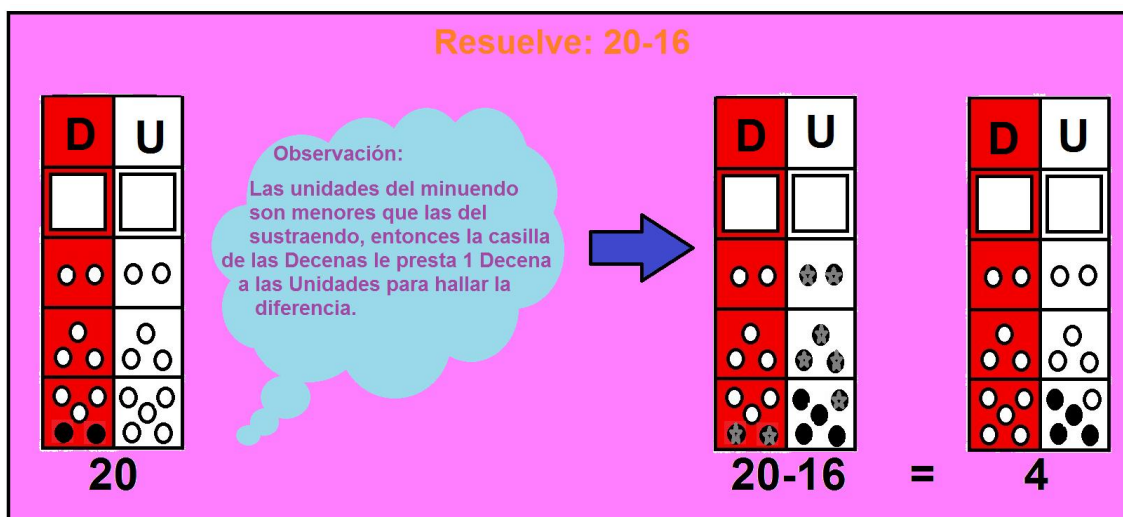 Resuelve: 20-16
D U
Observación:
Las unidades del minuendo
son menores que las del
sustraendo, entonces la casilla
de las Decenas le presta 1 Decena
a las Unidades para hallar la
diferencia.
D U
D U
20
20-16 = 4